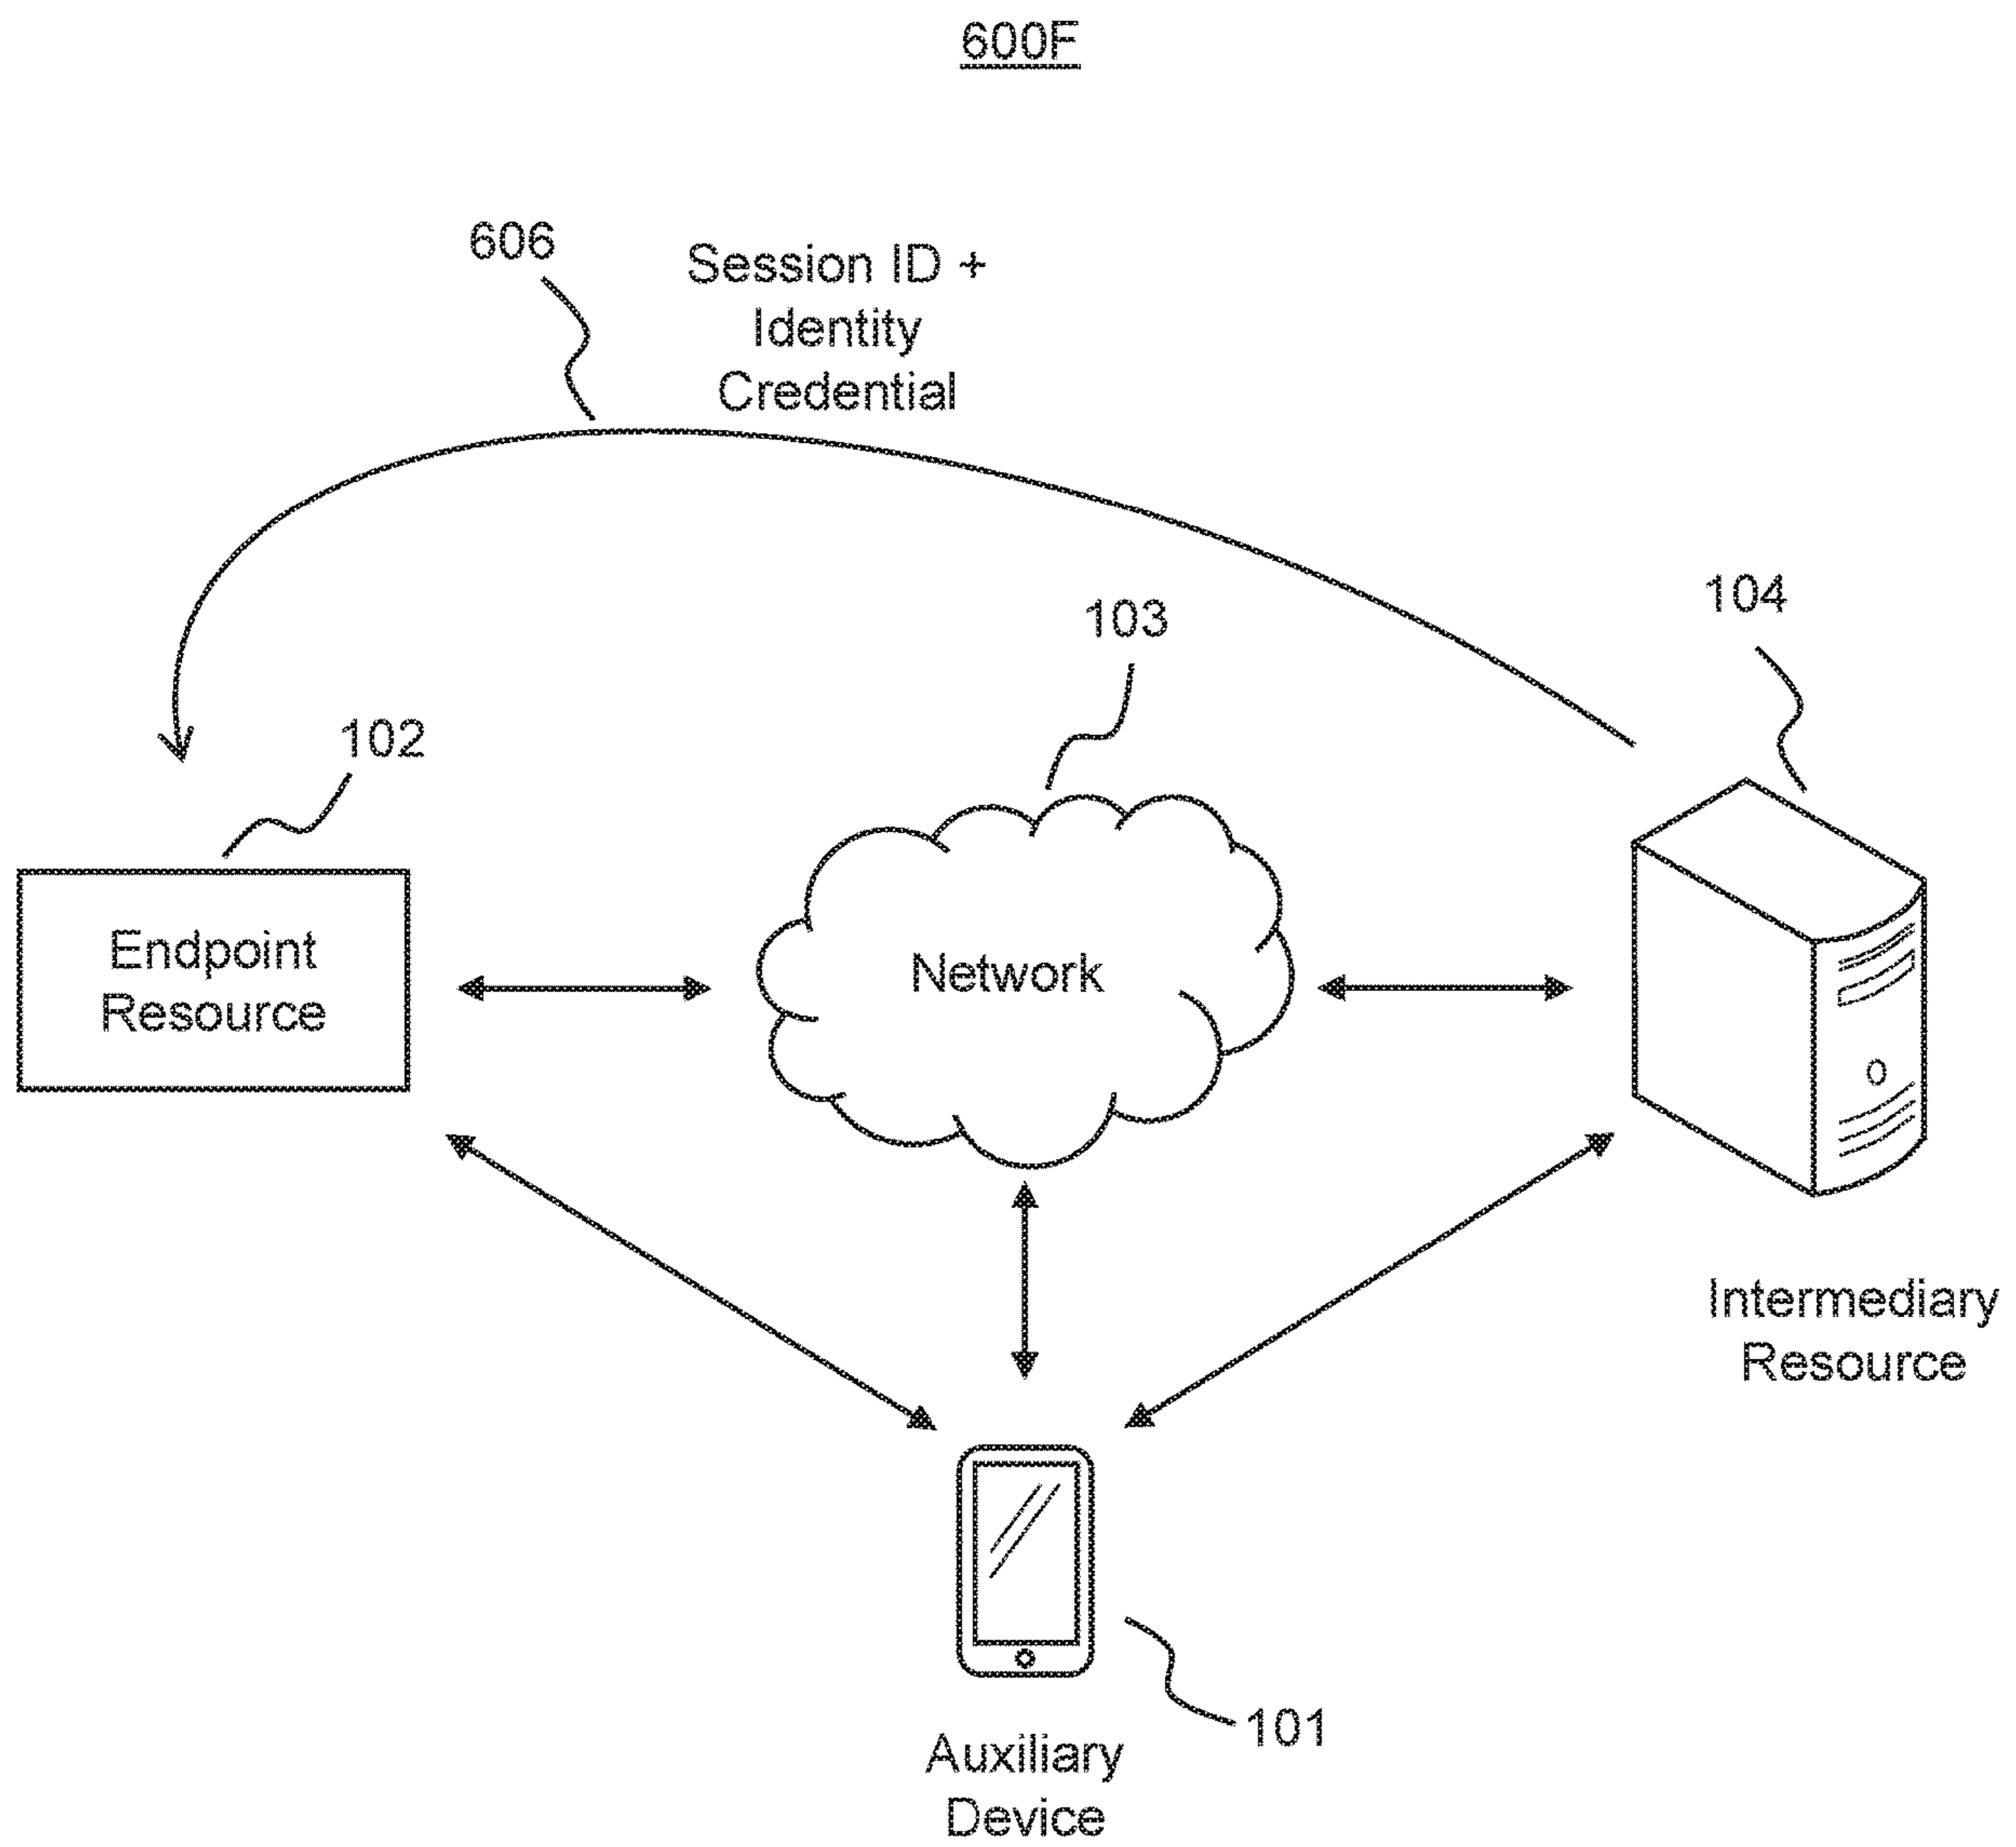 600F
606
Session ID +
Identity
Credential
103
104
102
Endpoint
Resource
Network
Intermediary
Resource
101
Auxiliary
Device